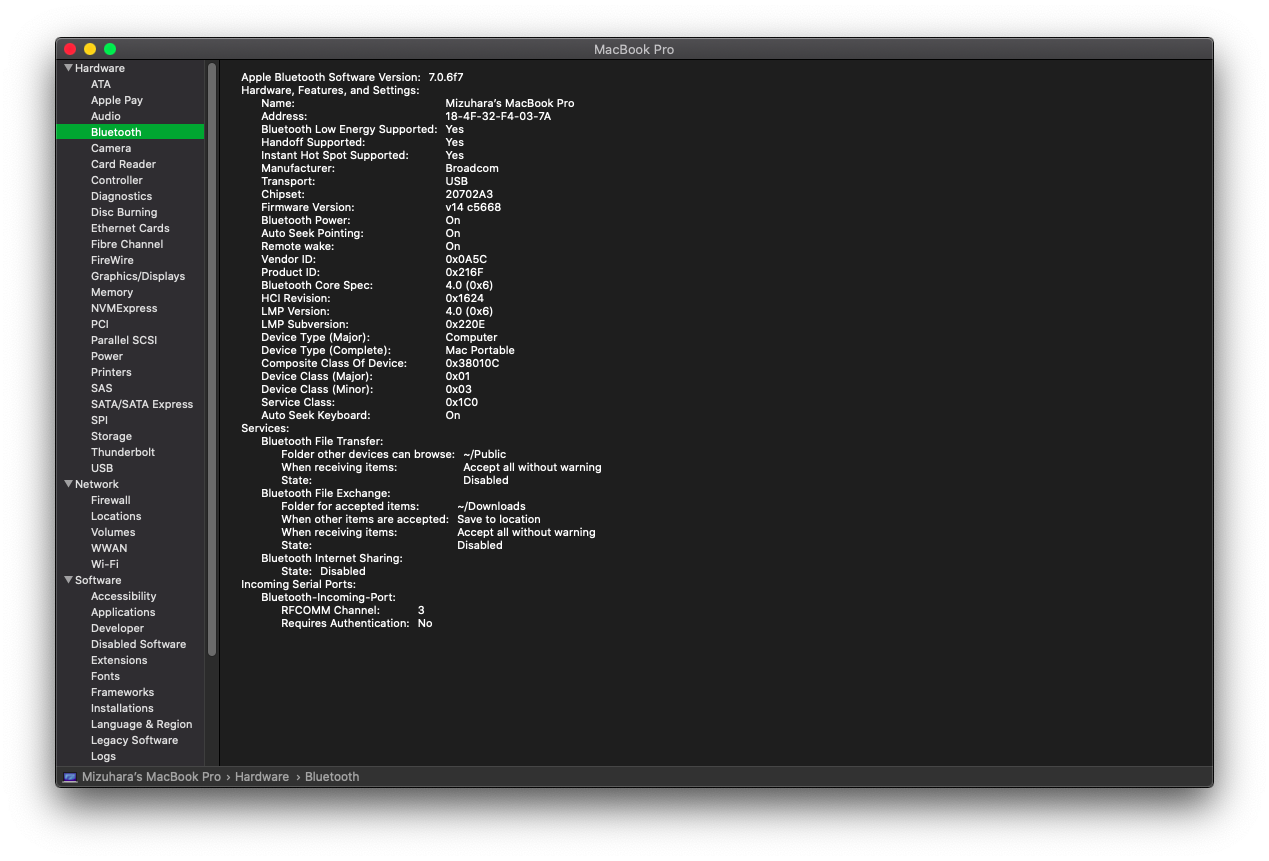 MacBook Pro
Hardware
ATA
Apple Pay
Audio
Bluetooth
Camera
Card Reader
Controller
Diagnostics
Disc Burning
Ethernet Cards
Fibre Channel
FireWire
Graphics/Displays
Memory
NVMExpress
PCI
Parallel SCSI
Power
Printers
SAS
SATA/SATA Express
SPI
Storage
Thunderbolt
USB
Network
Firewall
Locations
Volumes
WWAN
Wi-Fi
Software
Accessibility
Applications
Developer
Disabled Software
Extensions
Fonts
Frameworks
Installations
Language & Region
Legacy Software
Logs
Apple Bluetooth Software Version: 7.0.6f7
Hardware, Features, and Settings:
Name: Mizuhara’s MacBook Pro
Address: 18-4F-32-F4-03-7A
Bluetooth Low Energy Supported: Yes
Handoff Supported: Yes
Instant Hot Spot Supported: Yes
Manufacturer: Broadcom
Transport: USB
Chipset: 20702A3
Firmware Version: v14 c5668
Bluetooth Power: On
Auto Seek Pointing: On
Remote wake: On
Vendor ID: 0x0A5C
Product ID: 0x216F
Bluetooth Core Spec: 4.0 (0x6)
HCI Revision: 0x1624
LMP Version: 4.0 (0x6)
LMP Subversion: 0x220E
Device Type (Major): Computer
Device Type (Complete): Mac Portable
Composite Class Of Device: 0x38010C
Device Class (Major): 0x01
Device Class (Minor): 0x03
Service Class: 0x1C0
Auto Seek Keyboard: On
Services:
Bluetooth File Transfer:
Folder other devices can browse: ~/Public
When receiving items: Accept all without warning
State: Disabled
Bluetooth File Exchange:
Folder for accepted items: ~/Downloads
When other items are accepted: Save to location
When receiving items: Accept all without warning
State: Disabled
Bluetooth Internet Sharing:
State: Disabled
Incoming Serial Ports:
Bluetooth-Incoming-Port:
RFCOMM Channel: 3
Requires Authentication: No
Mizuhara’s MacBook Pro › Hardware › Bluetooth